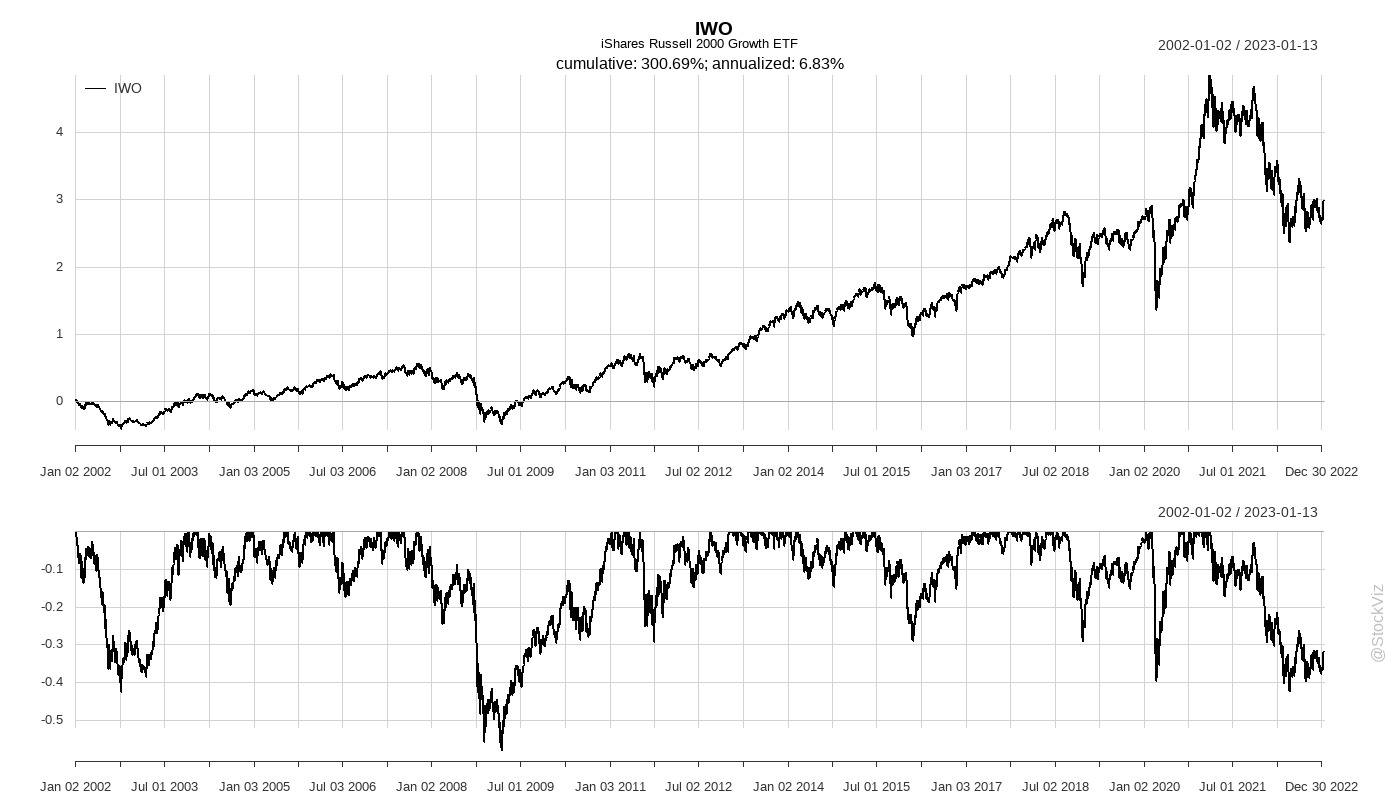 IWO
iShares Russell 2000 Growth ETF
2002-01-02 / 2023-01-13
cumulative: 300.69%; annualized: 6.83%
IWO
4
3
2
1
0
Jan 02 2002 Jul 01 2003 Jan 03 2005 Jul 03 2006 Jan 02 2008 Jul 01 2009 Jan 03 2011 Jul 02 2012 Jan 02 2014 Jul 01 2015 Jan 03 2017 Jul 02 2018 Jan 02 2020 Jul 01 2021 Dec 30 2022
2002-01-02 / 2023-01-13
-0.1
-0.2
-0.3
-0.4
-0.5
Jan 02 2002 Jul 01 2003 Jan 03 2005 Jul 03 2006 Jan 02 2008 Jul 01 2009 Jan 03 2011 Jul 02 2012 Jan 02 2014 Jul 01 2015 Jan 03 2017 Jul 02 2018 Jan 02 2020 Jul 01 2021 Dec 30 2022
@StockViz